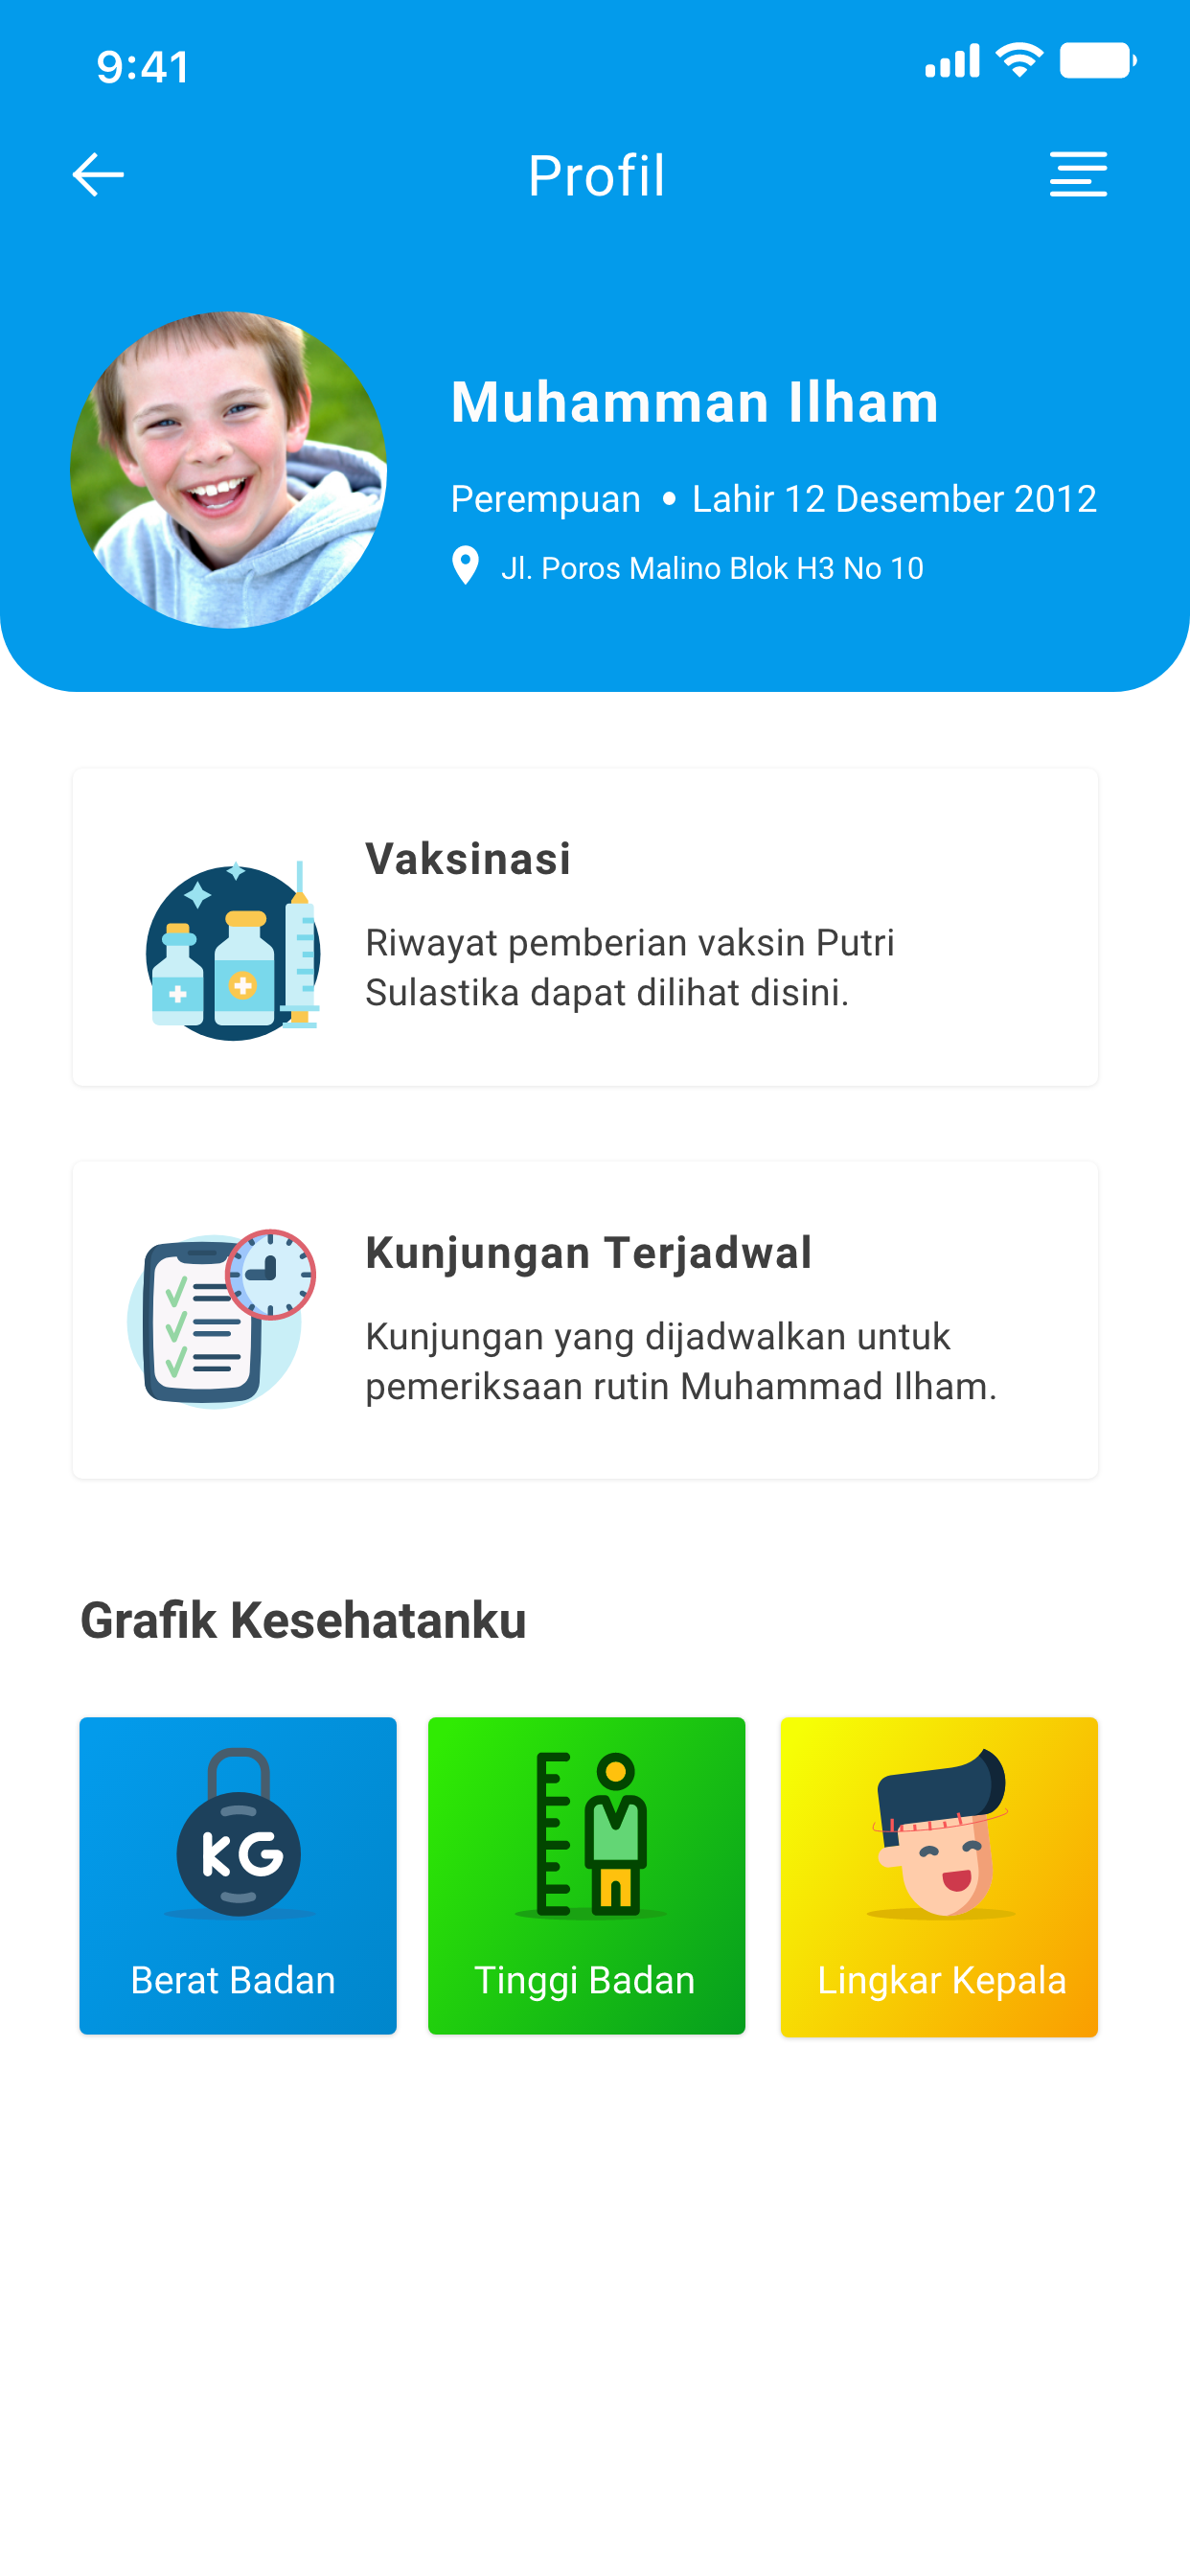 9:41
Profil
Muhamman Ilham
Perempuan • Lahir 12 Desember 2012
Jl. Poros Malino Blok H3 No 10
Vaksinasi
Riwayat pemberian vaksin Putri
Sulastika dapat dilihat disini.
Kunjungan Terjadwal
Kunjungan yang dijadwalkan untuk
pemeriksaan rutin Muhammad Ilham.
Grafik Kesehatanku
KG
Berat Badan
Tinggi Badan
Lingkar Kepala